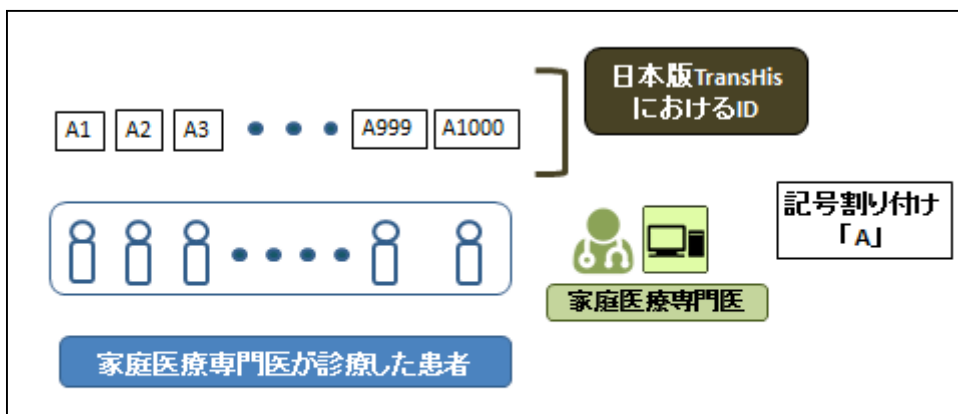 日本版TransHis
におけるID
A1 A2 A3 ・・・ A999 A1000
記号割り付け
「A」
家庭医療専門医
家庭医療専門医が診療した患者